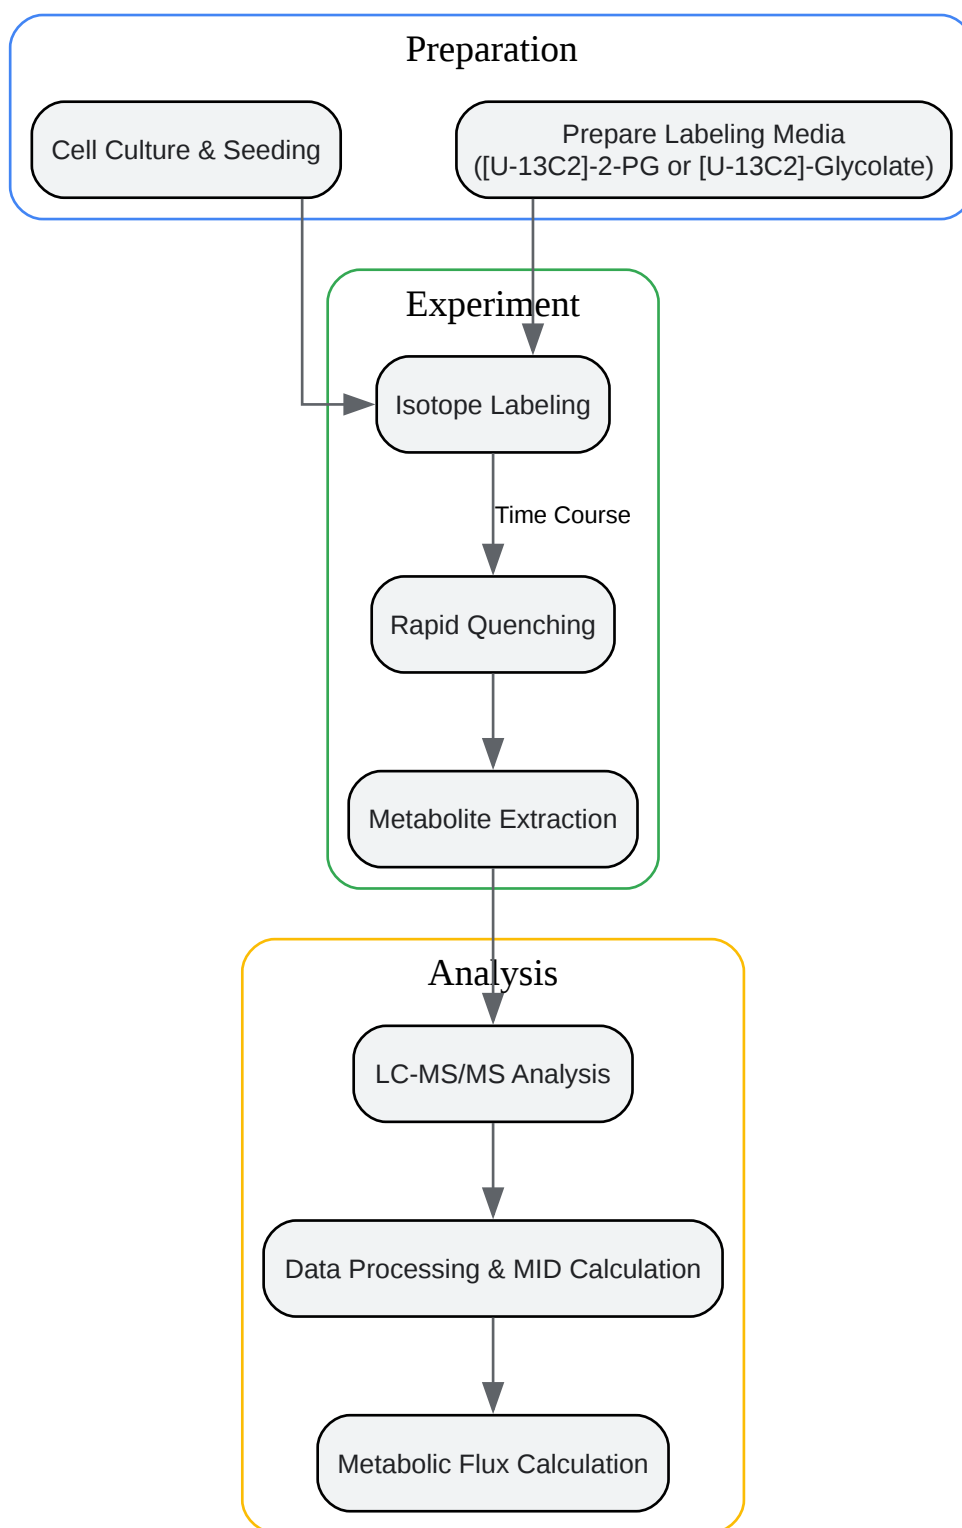 Preparation
Cell Culture & Seeding
Prepare Labeling Media
([U-13C2]-2-PG or [U-13C2]-Glycolate)
Experiment
Isotope Labeling
Time Course
Rapid Quenching
Metabolite Extraction
Analysis
LC-MS/MS Analysis
Data Processing & MID Calculation
Metabolic Flux Calculation